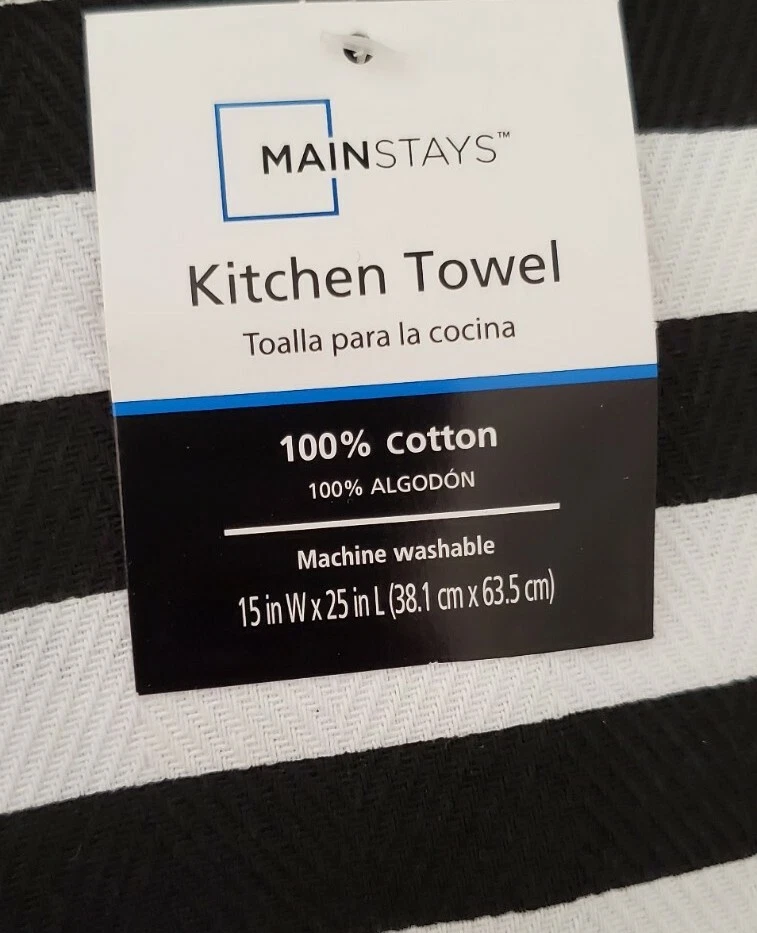 MAINSTAYS™
Kitchen Towel
Toalla para la cocina
100% cotton
100% ALGODÓN
Machine washable
15 in W x 25 in L (38.1 cm x 63.5 cm)